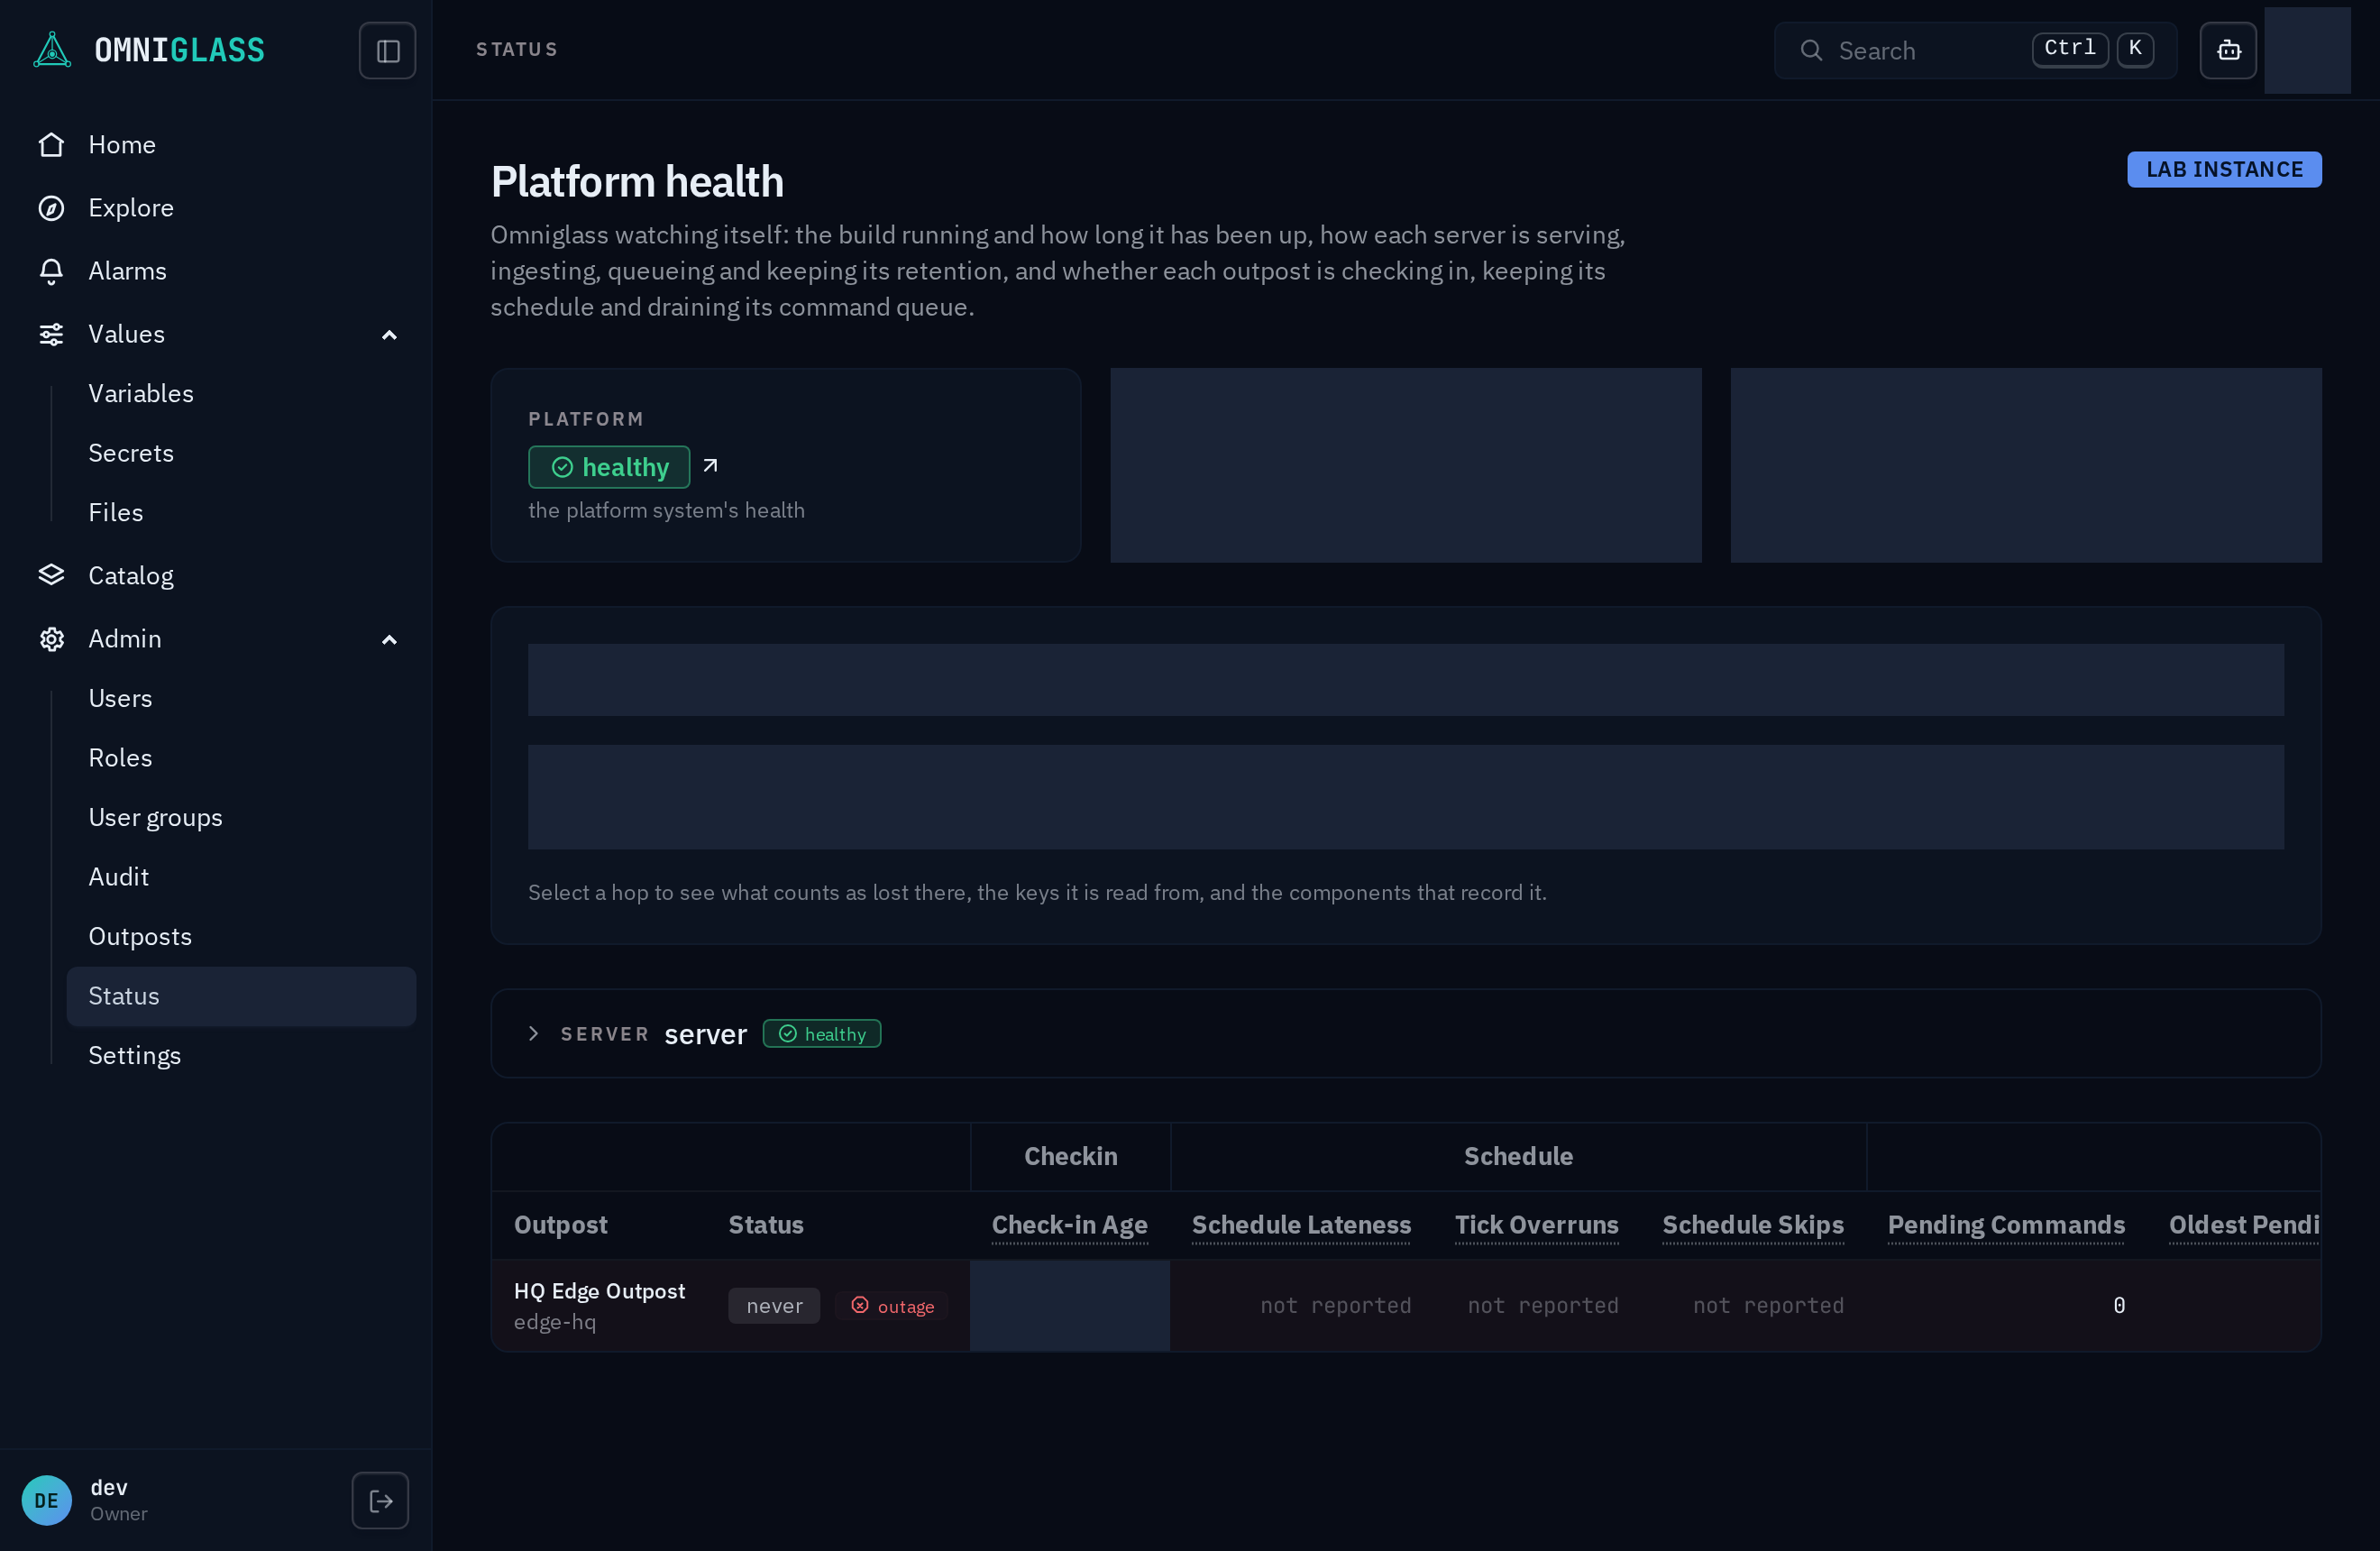 OMNIGLASS
STATUS
Search
Ctrl K
Home
Explore
Alarms
Values
Variables
Secrets
Files
Catalog
Admin
Users
Roles
User groups
Audit
Outposts
Status
Settings
DE
dev
Owner
Platform health
LAB INSTANCE
Omniglass watching itself: the build running and how long it has been up, how each server is serving,
ingesting, queueing and keeping its retention, and whether each outpost is checking in, keeping its
schedule and draining its command queue.
PLATFORM
healthy
the platform system's health
Select a hop to see what counts as lost there, the keys it is read from, and the components that record it.
SERVER server healthy
Checkin Schedule
Outpost Status Check-in Age Schedule Lateness Tick Overruns Schedule Skips Pending Commands Oldest Pendi
HQ Edge Outpost
edge-hq
never outage not reported not reported not reported 0